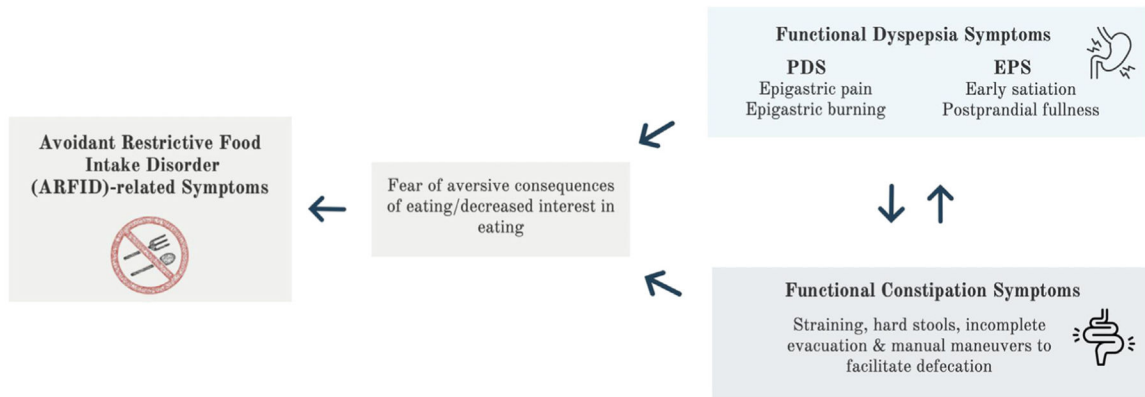 Avoidant Restrictive Food
Intake Disorder
(ARFID)-related Symptoms
Fear of aversive consequences
of eating/decreased interest in
eating
Functional Dyspepsia Symptoms
PDS
Epigastric pain
Epigastric burning
EPS
Early satiation
Postprandial fullness
Functional Constipation Symptoms
Straining, hard stools, incomplete
evacuation & manual maneuvers to
facilitate defecation